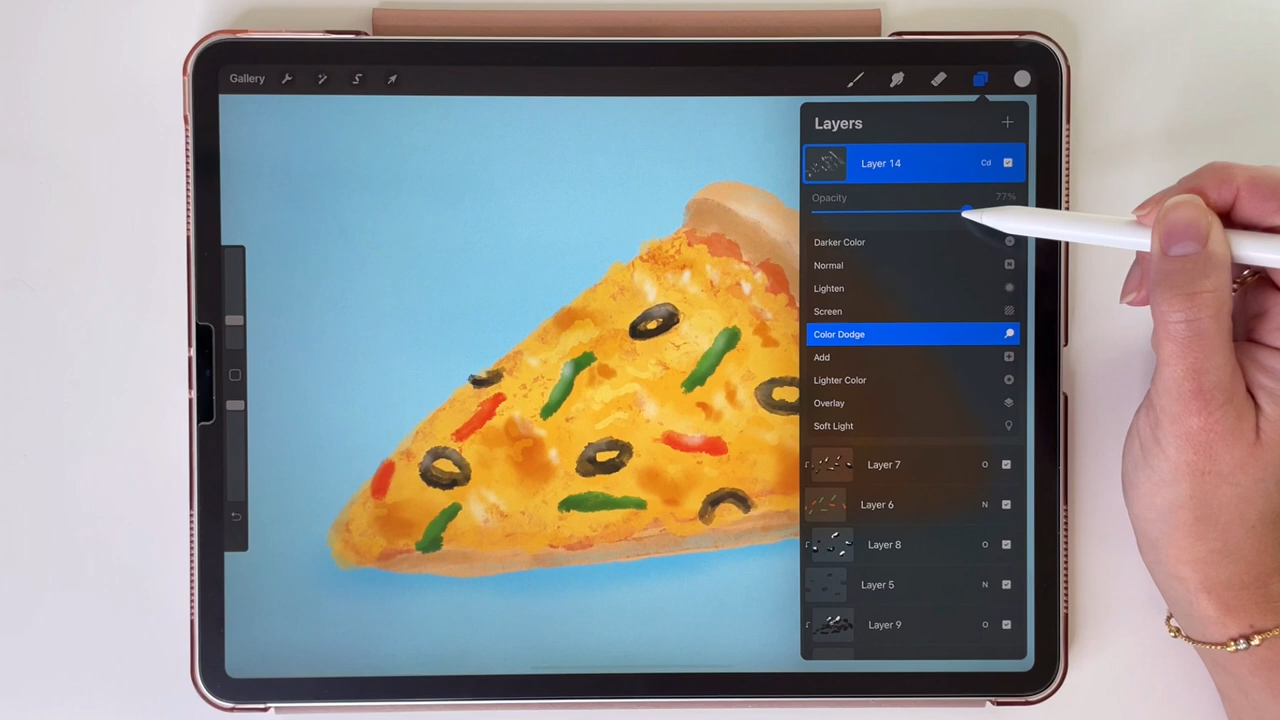 Gallery
Layers
Layer 14 Cd
Opacity 77%
Darker Color
Normal N
Lighten
Screen
Color Dodge
Add
Lighter Color
Overlay
Soft Light
Layer 7 O
Layer 6 N
Layer 8 O
Layer 5 N
Layer 9 O